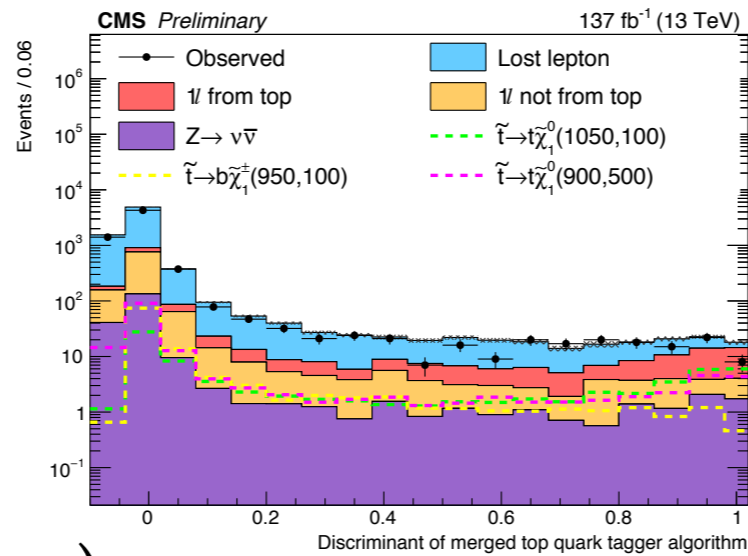 CMS Preliminary 137 fb⁻¹ (13 TeV)
Events / 0.06
Observed
Lost lepton
1l from top
1l not from top
Z→ νν̅
t̃→tχ̃₁⁰(1050,100)
t̃→bχ̃₁±(950,100)
t̃→tχ̃₁⁰(900,500)
10⁶
10⁵
10⁴
10³
10²
10
1
10⁻¹
0 0.2 0.4 0.6 0.8 1
Discriminant of merged top quark tagger algorithm
)